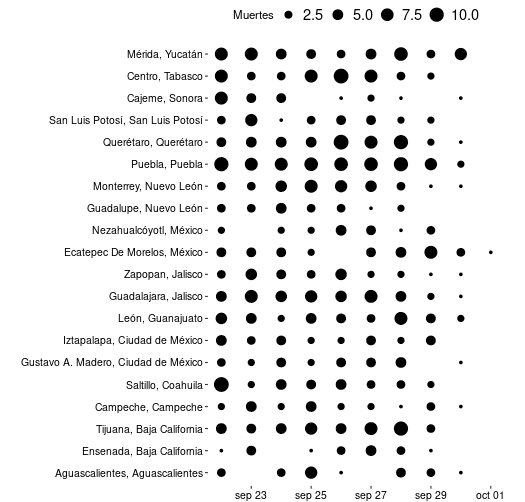 Muertes 2.5 5.0 7.5 10.0
Mérida, Yucatán
Centro, Tabasco
Cajeme, Sonora
San Luis Potosí, San Luis Potosí
Querétaro, Querétaro
Puebla, Puebla
Monterrey, Nuevo León
Guadalupe, Nuevo León
Nezahualcóyotl, México
Ecatepec De Morelos, México
Zapopan, Jalisco
Guadalajara, Jalisco
León, Guanajuato
Iztapalapa, Ciudad de México
Gustavo A. Madero, Ciudad de México
Saltillo, Coahuila
Campeche, Campeche
Tijuana, Baja California
Ensenada, Baja California
Aguascalientes, Aguascalientes
sep 23 sep 25 sep 27 sep 29 oct 01